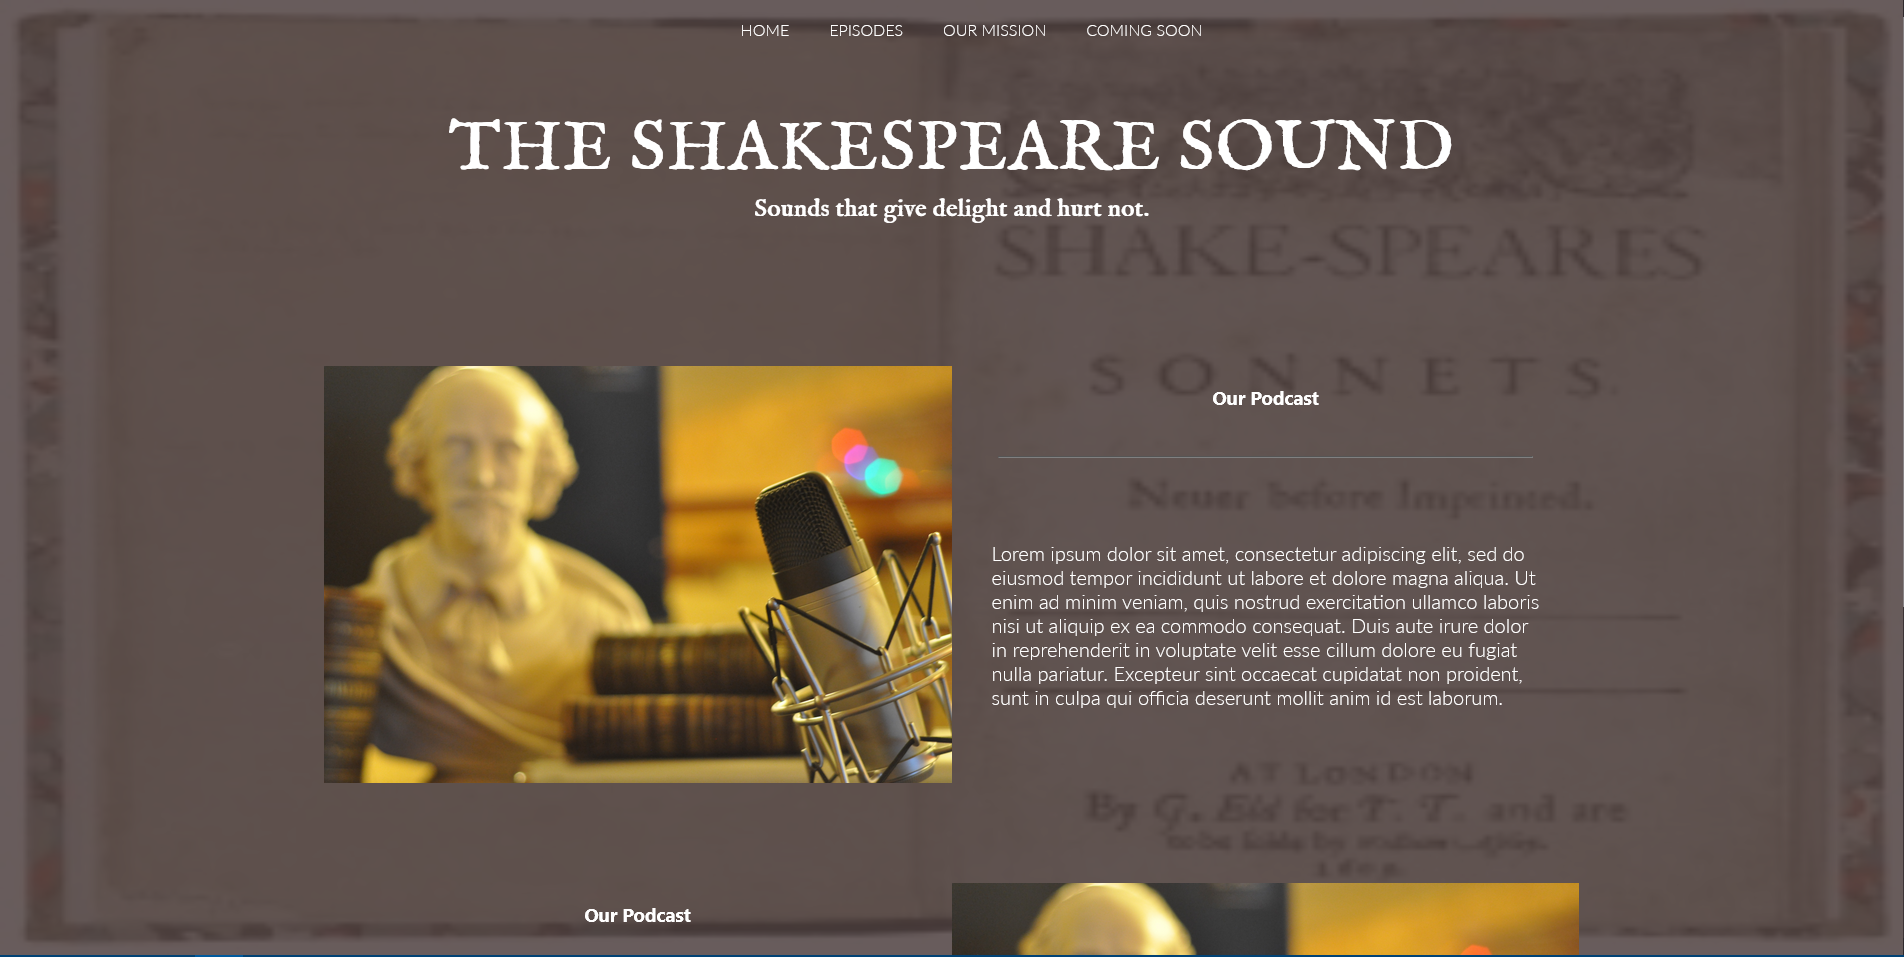 HOME EPISODES OUR MISSION COMING SOON
THE SHAKESPEARE SOUND
Sounds that give delight and hurt not.
SHAKE-SPEARES
SONNETS.
Our Podcast
Neuer before Imprinted.
Lorem ipsum dolor sit amet, consectetur adipiscing elit, sed do
eiusmod tempor incididunt ut labore et dolore magna aliqua. Ut
enim ad minim veniam, quis nostrud exercitation ullamco laboris
nisi ut aliquip ex ea commodo consequat. Duis aute irure dolor
in reprehenderit in voluptate velit esse cillum dolore eu fugiat
nulla pariatur. Excepteur sint occaecat cupidatat non proident,
sunt in culpa qui officia deserunt mollit anim id est laborum.
AT LONDON
By G. Eld for T. T. and are
Our Podcast